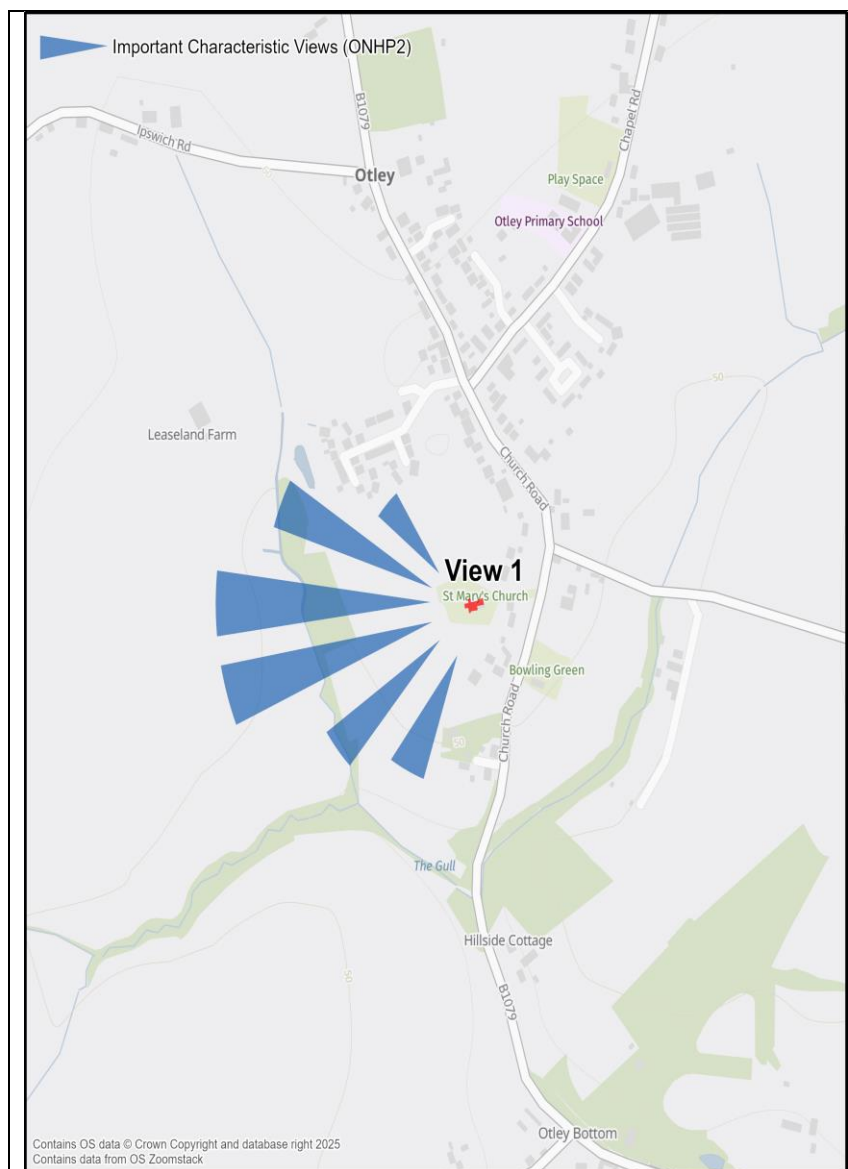 Important Characteristic Views (ONHP2)
B1079
Ipswich Rd
Chapel Rd
50
Otley
Play Space
Otley Primary School
50
Leaseland Farm
Church Road
View 1
St Mary's Church
Bowling Green
Church Road
50
The Gull
Hillside Cottage
50
B1079
Otley Bottom
Contains OS data © Crown Copyright and database right 2025
Contains data from OS Zoomstack